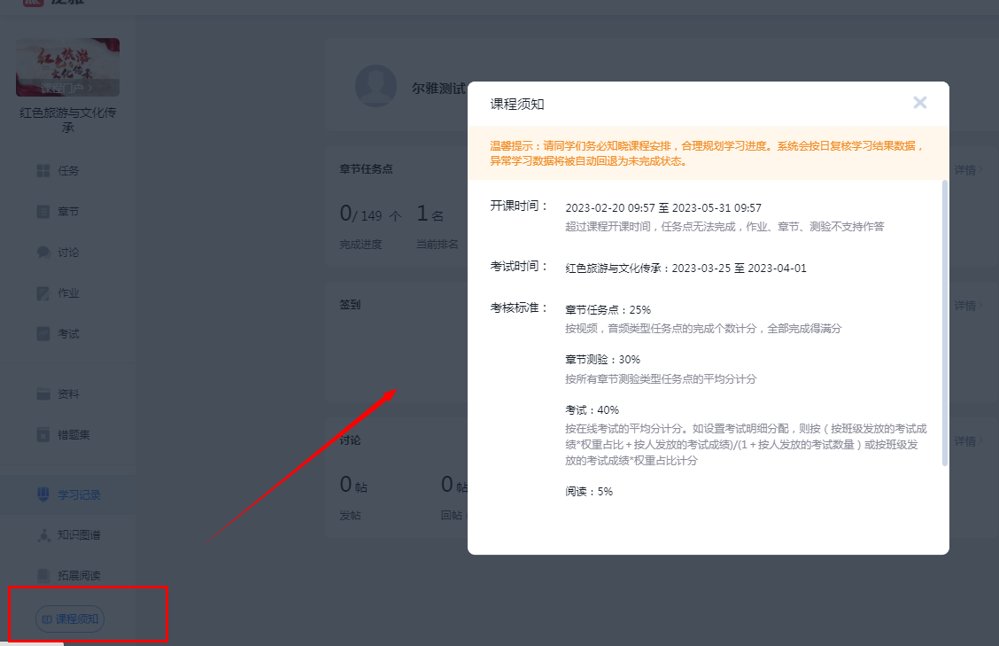 泛雅
红色旅游
文化传承
课程门户 >
红色旅游与文化传
承
任务
章节
讨论
作业
考试
资料
错题集
学习记录
知识图谱
拓展阅读
课程须知
尔雅测试
章节任务点
详情 >
0/ 149 个
1 名
完成进度
当前排名
签到
详情 >
讨论
详情 >
0 帖
0 帖
发帖
回帖
课程须知
温馨提示：请同学们务必知晓课程安排，合理规划学习进度。系统会按日复核学习结果数据，
异常学习数据将被自动回退为未完成状态。
开课时间：
2023-02-20 09:57 至 2023-05-31 09:57
超过课程开课时间，任务点无法完成，作业、章节、测验不支持作答
考试时间：
红色旅游与文化传承：2023-03-25 至 2023-04-01
考核标准：
章节任务点：25%
按视频，音频类型任务点的完成个数计分，全部完成得满分
章节测验：30%
按所有章节测验类型任务点的平均分计分
考试：40%
按在线考试的平均分计分。如设置考试明细分配，则按（按班级发放的考试成
绩*权重占比＋按人发放的考试成绩)/(1＋按人发放的考试数量）或按班级发
放的考试成绩*权重占比计分
阅读：5%